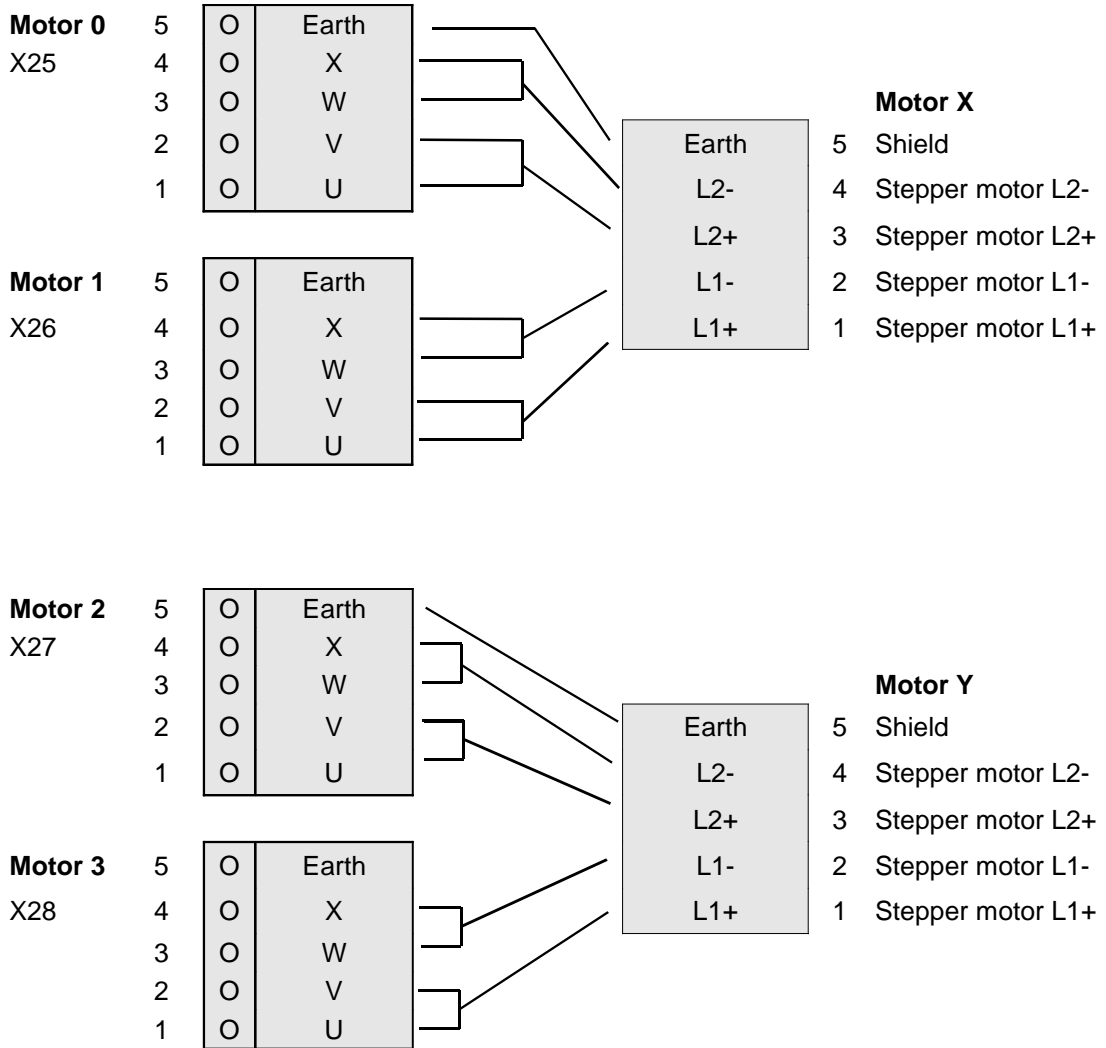 Motor 0 5 O Earth
X25 4 O X
3 O W
2 O V
1 O U
Motor X
Earth 5 Shield
L2- 4 Stepper motor L2-
L2+ 3 Stepper motor L2+
L1- 2 Stepper motor L1-
L1+ 1 Stepper motor L1+
Motor 1 5 O Earth
X26 4 O X
3 O W
2 O V
1 O U
Motor 2 5 O Earth
X27 4 O X
3 O W
2 O V
1 O U
Motor Y
Earth 5 Shield
L2- 4 Stepper motor L2-
L2+ 3 Stepper motor L2+
L1- 2 Stepper motor L1-
L1+ 1 Stepper motor L1+
Motor 3 5 O Earth
X28 4 O X
3 O W
2 O V
1 O U